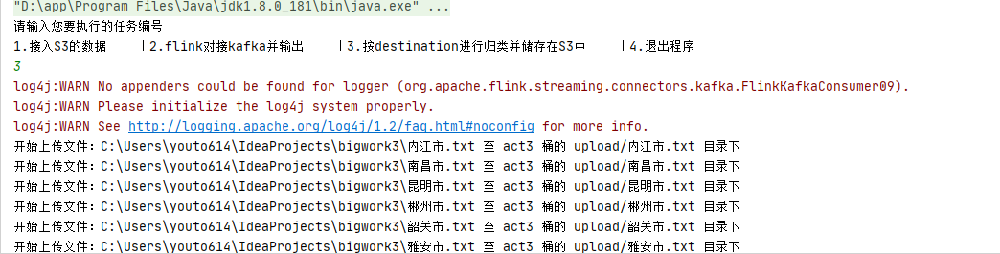 "D:\app\Program Files\Java\jdk1.8.0_181\bin\java.exe" ...
请输入您要执行的任务编号
1.接入S3的数据    |2.flink对接kafka并输出    |3.按destination进行归类并储存在S3中    |4.退出程序
3
log4j:WARN No appenders could be found for logger (org.apache.flink.streaming.connectors.kafka.FlinkKafkaConsumer09).
log4j:WARN Please initialize the log4j system properly.
log4j:WARN See http://logging.apache.org/log4j/1.2/faq.html#noconfig for more info.
开始上传文件：C:\Users\youto614\IdeaProjects\bigwork3\内江市.txt 至 act3 桶的 upload/内江市.txt 目录下
开始上传文件：C:\Users\youto614\IdeaProjects\bigwork3\南昌市.txt 至 act3 桶的 upload/南昌市.txt 目录下
开始上传文件：C:\Users\youto614\IdeaProjects\bigwork3\昆明市.txt 至 act3 桶的 upload/昆明市.txt 目录下
开始上传文件：C:\Users\youto614\IdeaProjects\bigwork3\郴州市.txt 至 act3 桶的 upload/郴州市.txt 目录下
开始上传文件：C:\Users\youto614\IdeaProjects\bigwork3\韶关市.txt 至 act3 桶的 upload/韶关市.txt 目录下
开始上传文件：C:\Users\youto614\IdeaProjects\bigwork3\雅安市.txt 至 act3 桶的 upload/雅安市.txt 目录下